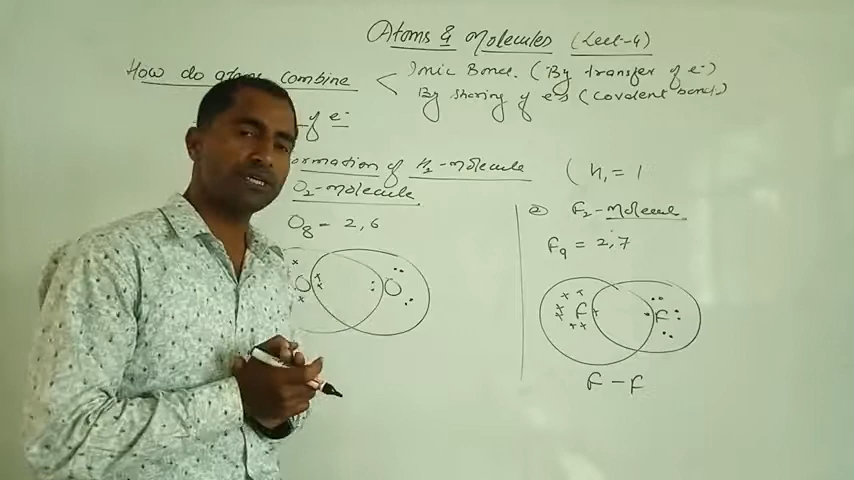 Atoms & Molecules (Lect-4)
How do atoms combine
Ionic Bond. (By transfer of e-)
By sharing of e-s (covalent bond)
of e-
ormation of H2-molecule (H1 = 1
O2-molecule
② F2-molecule
O8 = 2,6
F9 = 2,7
O O
F F
F - F